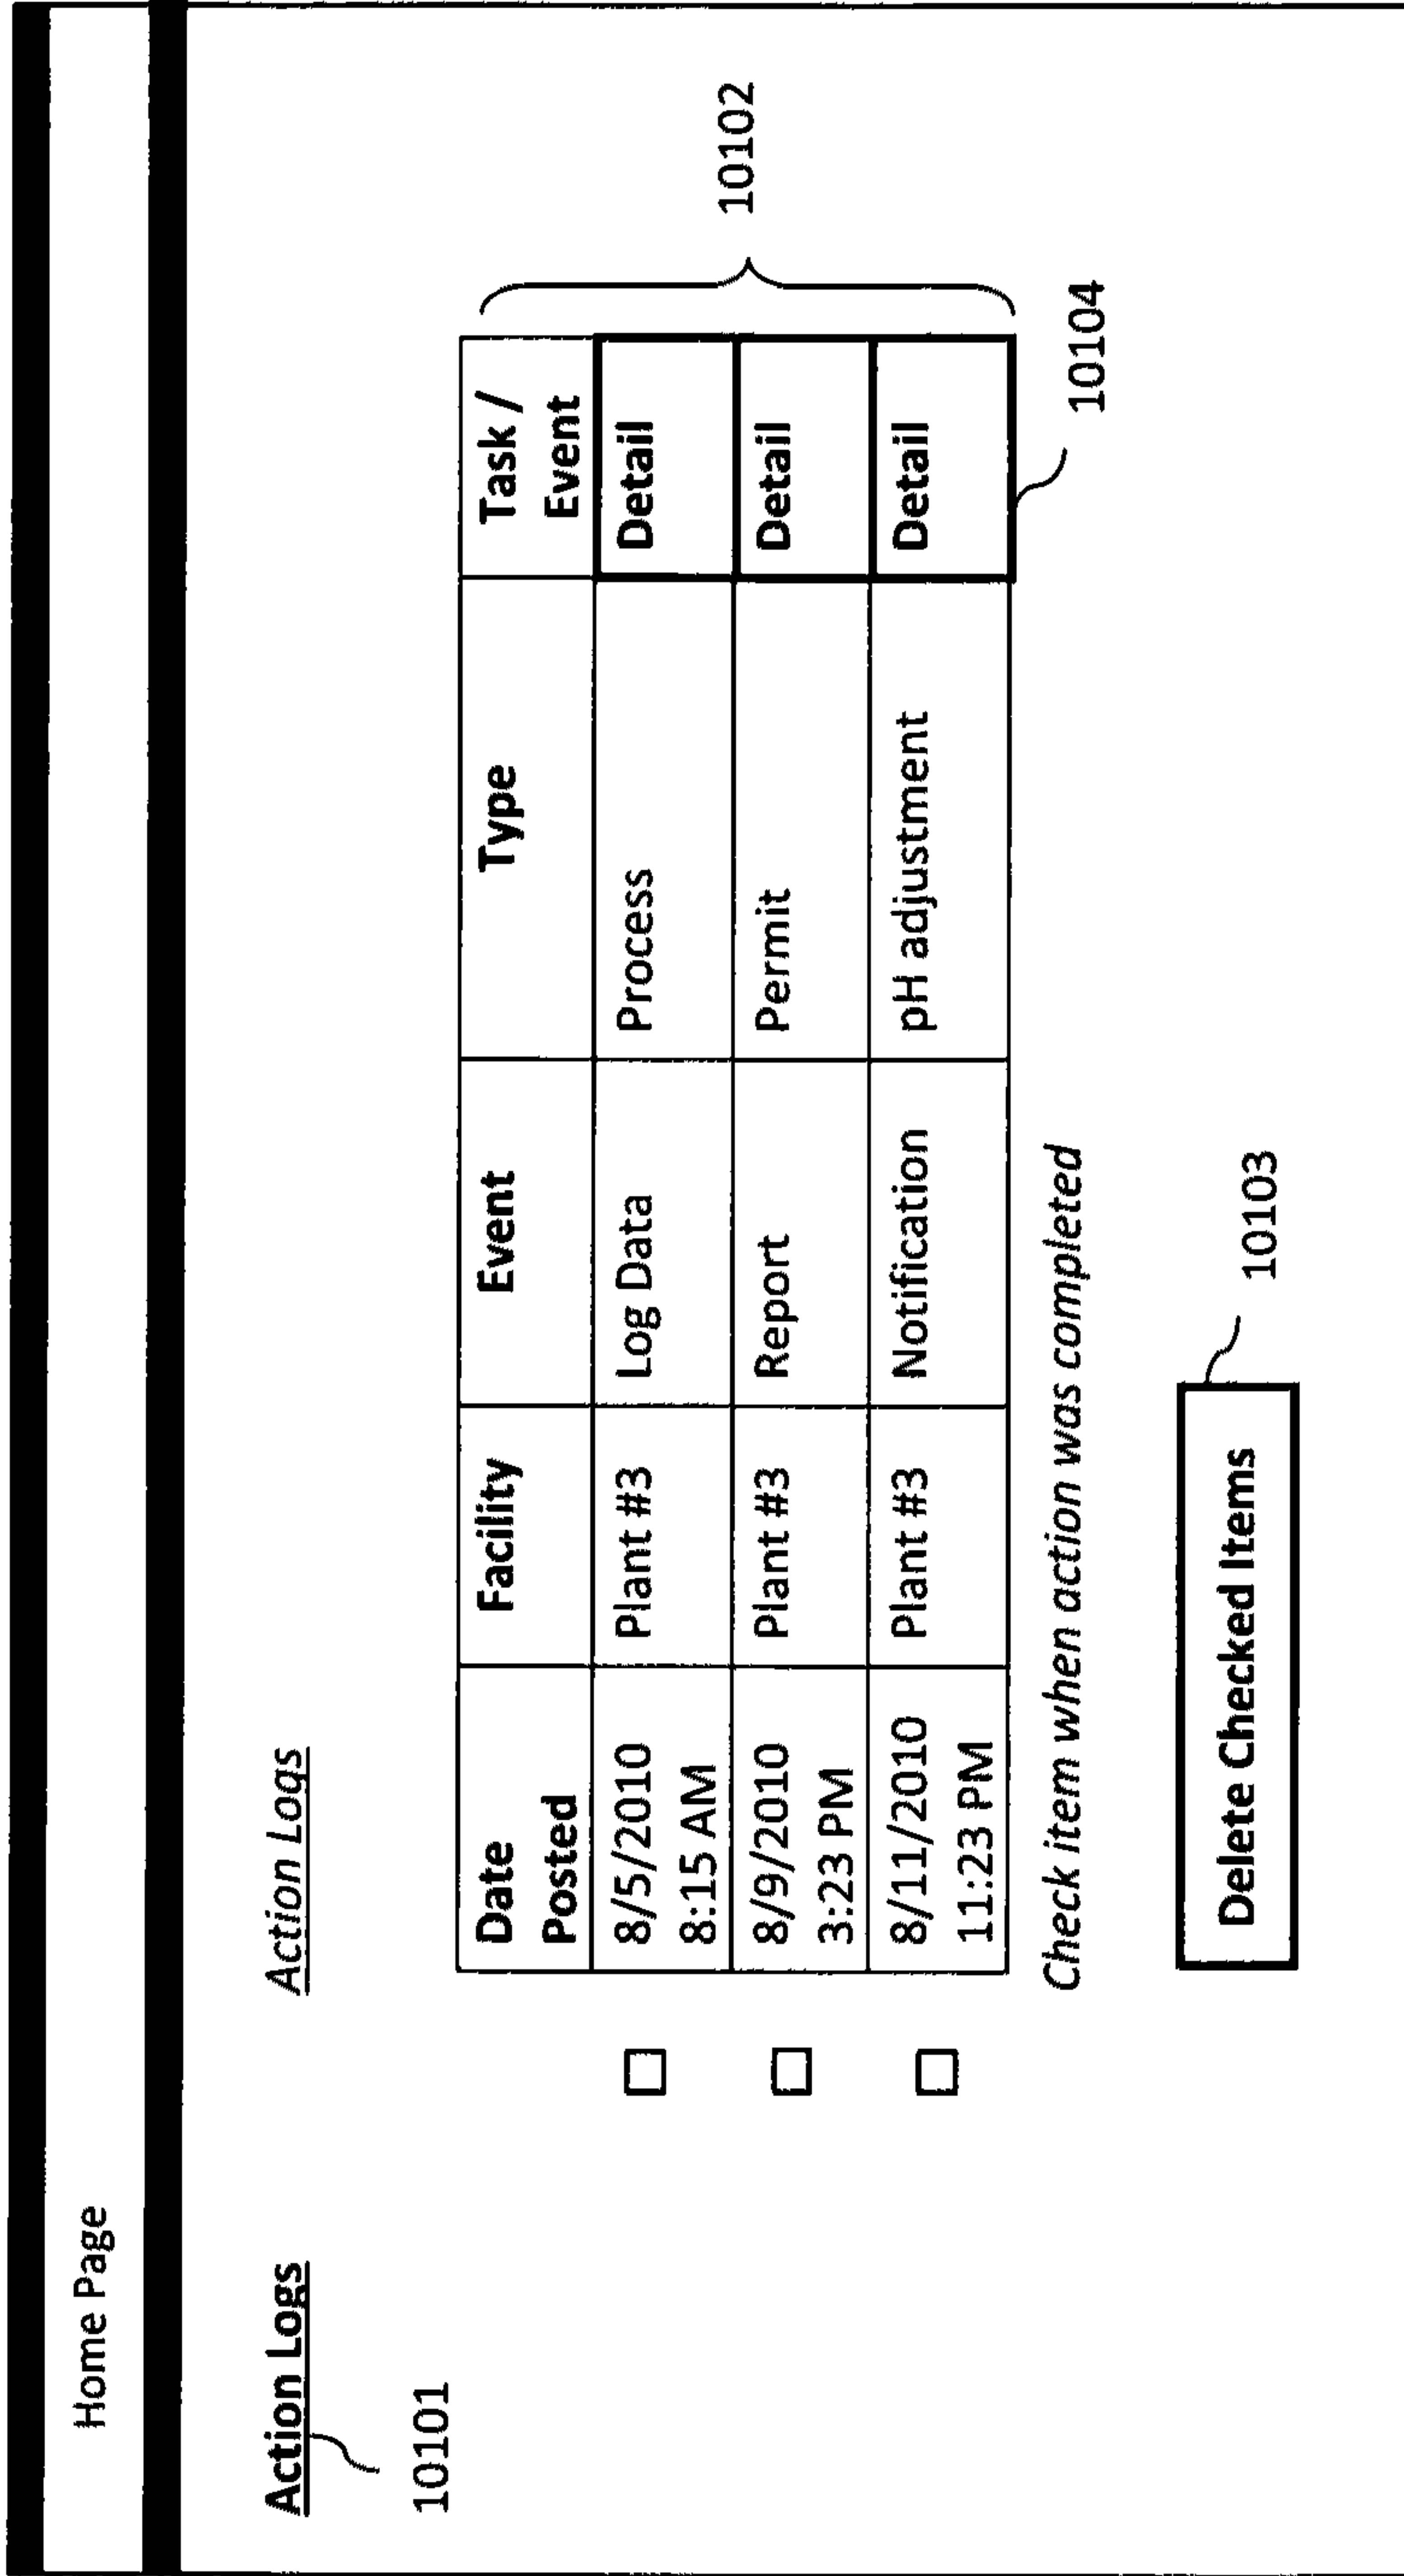 Home Page
Action Logs
Action Logs
10101
Date Posted Facility Event Type Task / Event
8/5/2010 8:15 AM Plant #3 Log Data Process Detail
8/9/2010 3:23 PM Plant #3 Report Permit Detail
8/11/2010 11:23 PM Plant #3 Notification pH adjustment Detail
10102
10104
Check item when action was completed
Delete Checked Items
10103